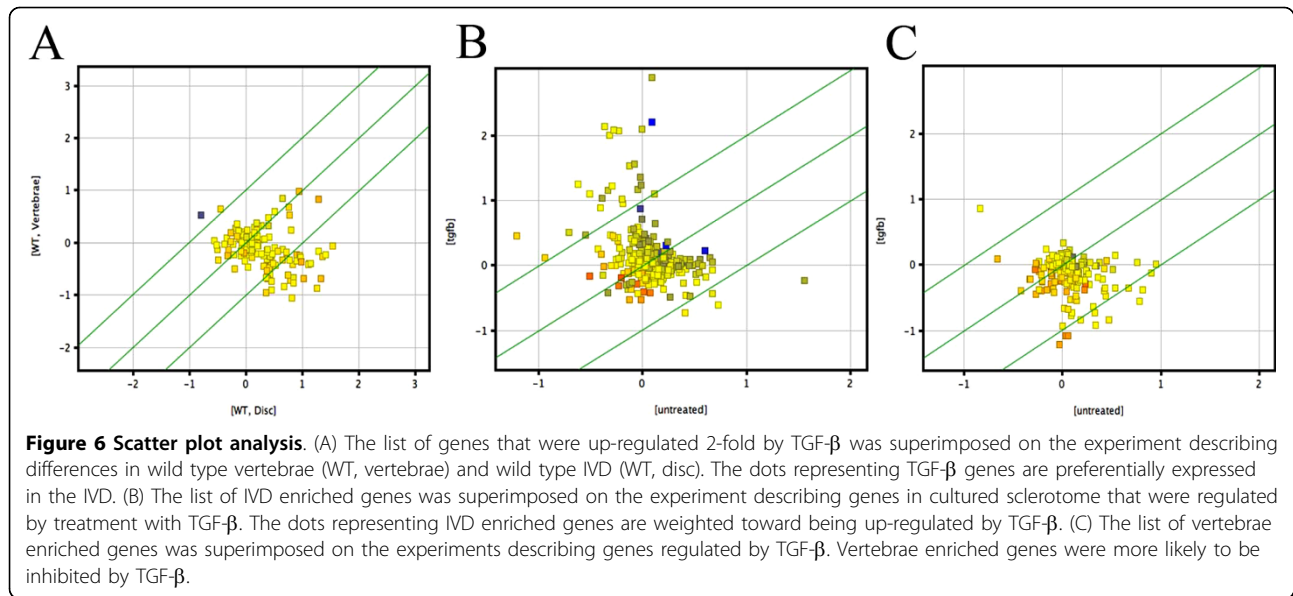 A
B
C
3
2
1
0
-1
-2
[WT, Vertebrae]
-2
-1
0
1
2
3
[WT, Disc]
2
1
0
-1
[tgfb]
-1
0
1
2
[untreated]
2
1
0
-1
[tgfb]
-1
0
1
2
[untreated]
Figure 6 Scatter plot analysis. (A) The list of genes that were up-regulated 2-fold by TGF-β was superimposed on the experiment describing
differences in wild type vertebrae (WT, vertebrae) and wild type IVD (WT, disc). The dots representing TGF-β genes are preferentially expressed
in the IVD. (B) The list of IVD enriched genes was superimposed on the experiment describing genes in cultured sclerotome that were regulated
by treatment with TGF-β. The dots representing IVD enriched genes are weighted toward being up-regulated by TGF-β. (C) The list of vertebrae
enriched genes was superimposed on the experiments describing genes regulated by TGF-β. Vertebrae enriched genes were more likely to be
inhibited by TGF-β.